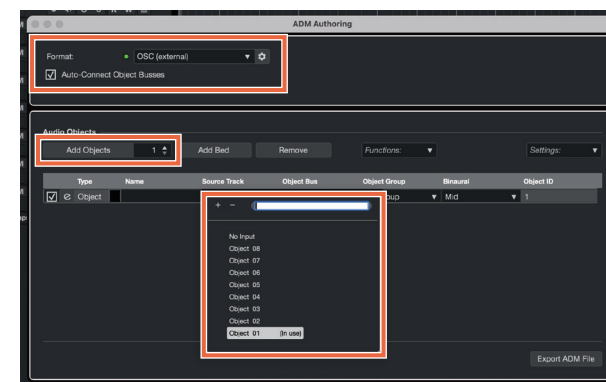 ADM Authoring
Format: OSC (external)
Auto-Connect Object Busses
Audio Objects
Add Objects 1 Add Bed Remove Functions: Settings:
Type Name Source Track Object Bus Object Group Binaural Object ID
Object Mid 1
No Input
Object 08
Object 07
Object 06
Object 05
Object 04
Object 03
Object 02
Object 01 (In use)
Export ADM File